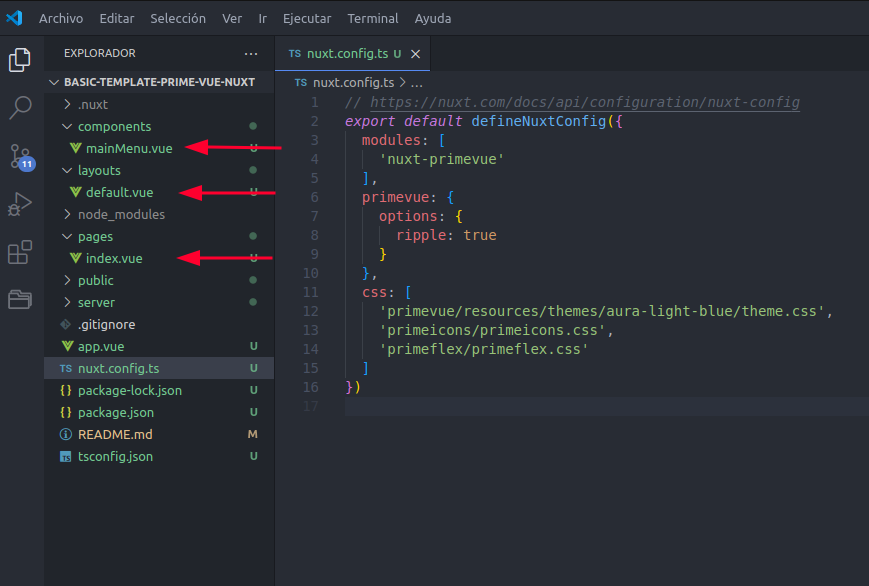 Archivo Editar Selección Ver Ir Ejecutar Terminal Ayuda
EXPLORADOR ...
BASIC-TEMPLATE-PRIME-VUE-NUXT
.nuxt
components
mainMenu.vue U
layouts
default.vue U
node_modules
pages
index.vue U
public
server
.gitignore
app.vue U
TS nuxt.config.ts U
{} package-lock.json U
{} package.json U
README.md M
TS tsconfig.json U
11
TS nuxt.config.ts U
TS nuxt.config.ts > ...
1 // https://nuxt.com/docs/api/configuration/nuxt-config
2 export default defineNuxtConfig({
3 modules: [
4 'nuxt-primevue'
5 ],
6 primevue: {
7 options: {
8 ripple: true
9 }
10 },
11 css: [
12 'primevue/resources/themes/aura-light-blue/theme.css',
13 'primeicons/primeicons.css',
14 'primeflex/primeflex.css'
15 ]
16 })
17